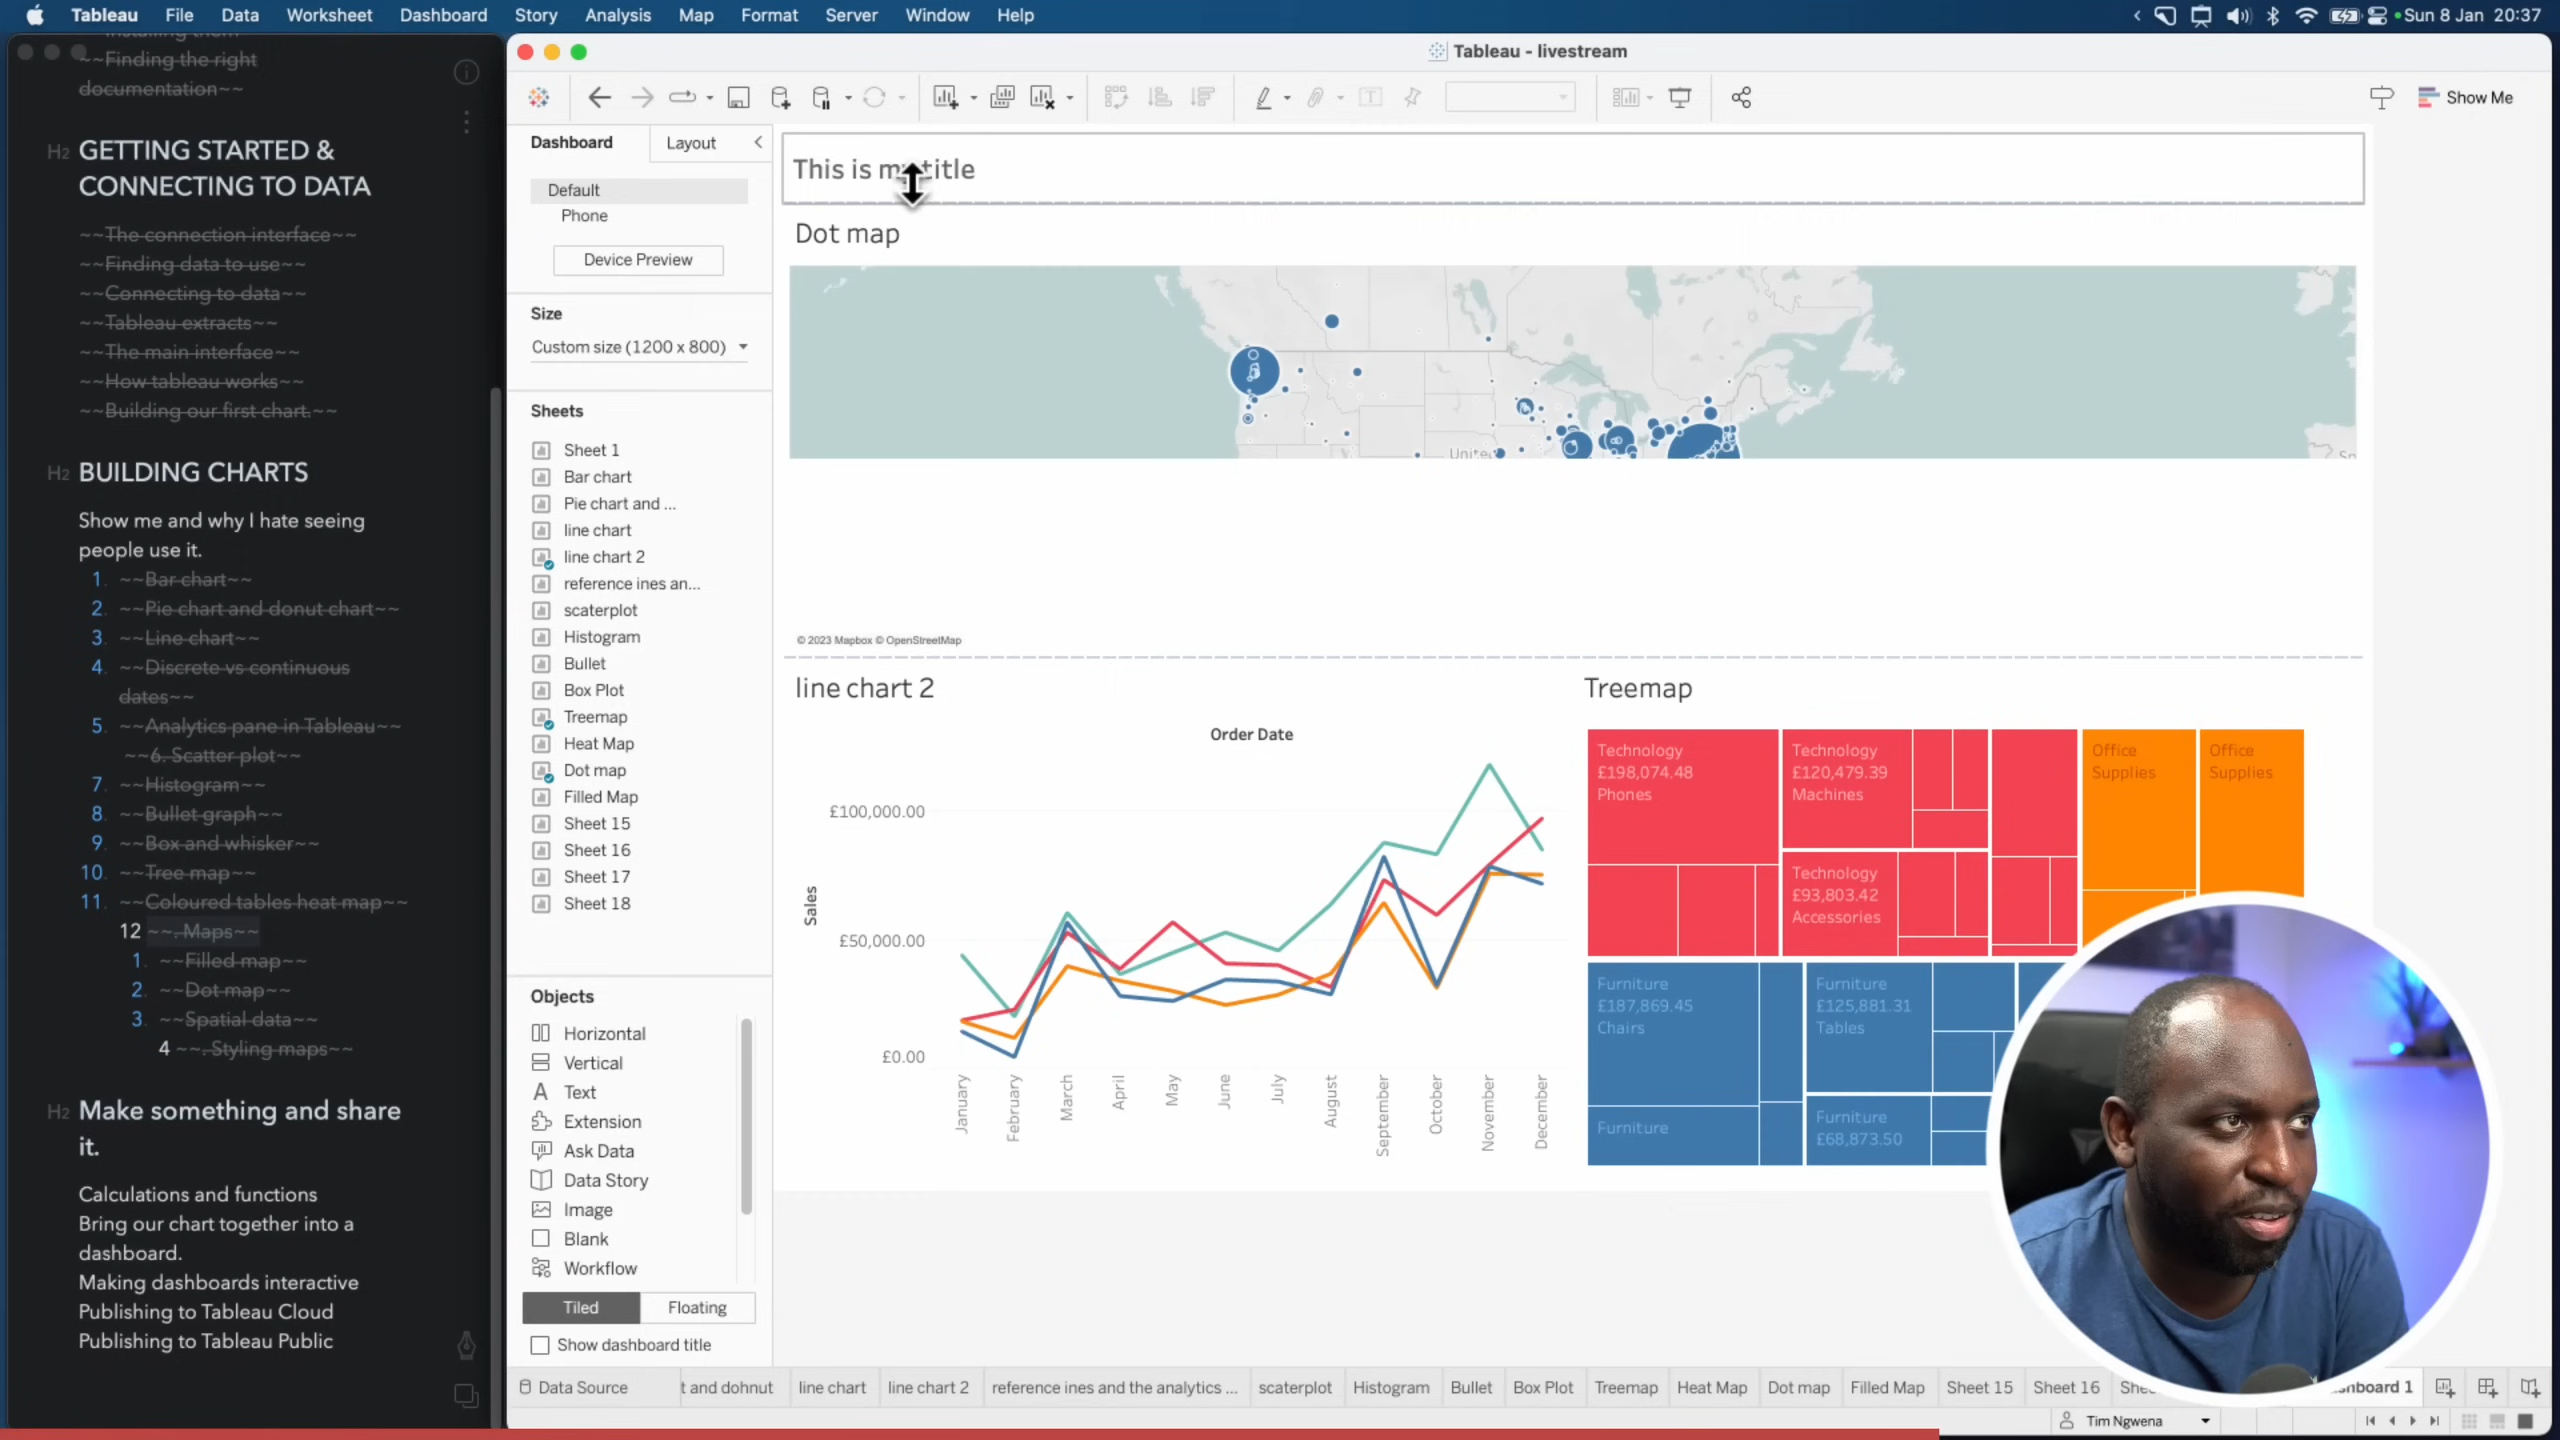 Tableau File Data Worksheet Dashboard Story Analysis Map Format Server Window Help
Sun 8 Jan 20:37
~~Finding the right
documentation~~
H2 GETTING STARTED &
CONNECTING TO DATA
~~The connection interface~~
~~Finding data to use~~
~~Connecting to data~~
~~Tableau extracts~~
~~The main interface~~
~~How tableau works~~
~~Building our first chart.~~
H2 BUILDING CHARTS
Show me and why I hate seeing
people use it.
1. ~~Bar chart~~
2. ~~Pie chart and donut chart~~
3. ~~Line chart~~
4. ~~Discrete vs continuous
dates~~
5. ~~Analytics pane in Tableau~~
~~6. Scatter plot~~
7. ~~Histogram~~
8. ~~Bullet graph~~
9. ~~Box and whisker~~
10. ~~Tree map~~
11. ~~Coloured tables heat map~~
12 ~~. Maps~~
1. ~~Filled map~~
2. ~~Dot map~~
3. ~~Spatial data~~
4 ~~. Styling maps~~
H2 Make something and share
it.
Calculations and functions
Bring our chart together into a
dashboard.
Making dashboards interactive
Publishing to Tableau Cloud
Publishing to Tableau Public
Tableau - livestream
Show Me
Dashboard
Layout
Default
Phone
Device Preview
Size
Custom size (1200 x 800)
Sheets
Sheet 1
Bar chart
Pie chart and ...
line chart
line chart 2
reference ines an...
scaterplot
Histogram
Bullet
Box Plot
Treemap
Heat Map
Dot map
Filled Map
Sheet 15
Sheet 16
Sheet 17
Sheet 18
Objects
Horizontal
Vertical
Text
Extension
Ask Data
Data Story
Image
Blank
Workflow
Tiled
Floating
Show dashboard title
This is my title
Dot map
United
© 2023 Mapbox © OpenStreetMap
line chart 2
Order Date
Sales
£100,000.00
£50,000.00
£0.00
January
February
March
April
May
June
July
August
September
October
November
December
Treemap
Technology
£198,074.48
Phones
Technology
£120,479.39
Machines
Technology
£93,803.42
Accessories
Office
Supplies
Office
Supplies
Furniture
£187,869.45
Chairs
Furniture
£125,881.31
Tables
Furniture
Furniture
£68,873.50
Data Source
t and dohnut
line chart
line chart 2
reference ines and the analytics ...
scaterplot
Histogram
Bullet
Box Plot
Treemap
Heat Map
Dot map
Filled Map
Sheet 15
Sheet 16
shboard 1
Tim Ngwena